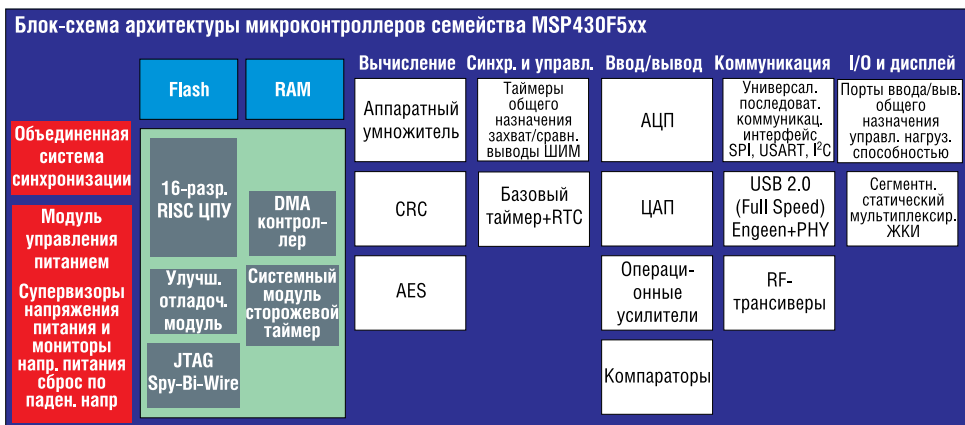 Блок-схема архитектуры микроконтроллеров семейства MSP430F5xx
Объединенная
система
синхронизации
Модуль
управления
питанием
Супервизоры
напряжения
питания и
мониторы
напр. питания
сброс по
паден. напр
Flash
RAM
16-разр.
RISC ЦПУ
Улучш.
отладоч.
модуль
JTAG
Spy-Bi-Wire
DMA
контрол-
лер
Системный
модуль
сторожевой
таймер
Вычисление
Аппаратный
умножитель
CRC
AES
Синхр. и управл.
Таймеры
общего
назначения
захват/сравн.
выводы ШИМ
Базовый
таймер+RTC
Ввод/вывод
АЦП
ЦАП
Операци-
онные
усилители
Компараторы
Коммуникация
Универсал.
последоват.
коммуникац.
интерфейс
SPI, USART, I²C
USB 2.0
(Full Speed)
Engeen+PHY
RF-
трансиверы
I/O и дисплей
Порты ввода/выв.
общего
назначения
управл. нагруз.
способностью
Сегментн.
статический
мультиплексир.
ЖКИ